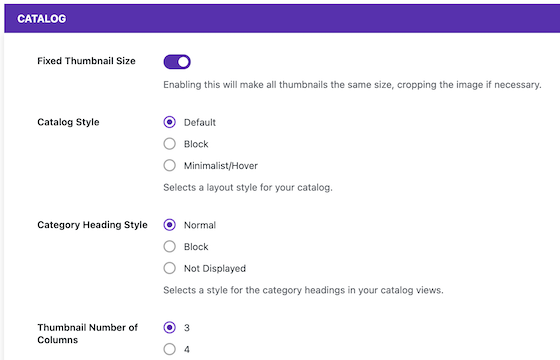 CATALOG
Fixed Thumbnail Size
Enabling this will make all thumbnails the same size, cropping the image if necessary.
Catalog Style
Default
Block
Minimalist/Hover
Selects a layout style for your catalog.
Category Heading Style
Normal
Block
Not Displayed
Selects a style for the category headings in your catalog views.
Thumbnail Number of
Columns
3
4